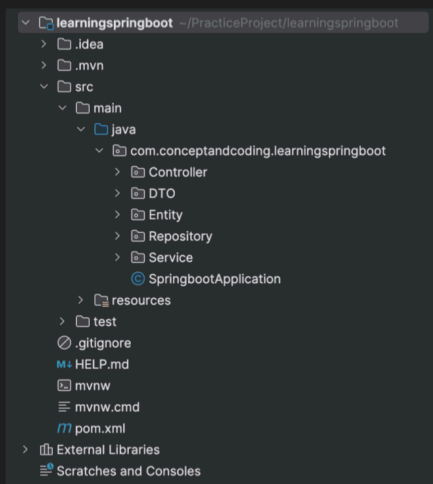 learningspringboot ~/PracticeProject/learningspringboot
.idea
.mvn
src
main
java
com.conceptandcoding.learningspringboot
Controller
DTO
Entity
Repository
Service
SpringbootApplication
resources
test
.gitignore
M↓ HELP.md
mvnw
mvnw.cmd
m pom.xml
External Libraries
Scratches and Consoles